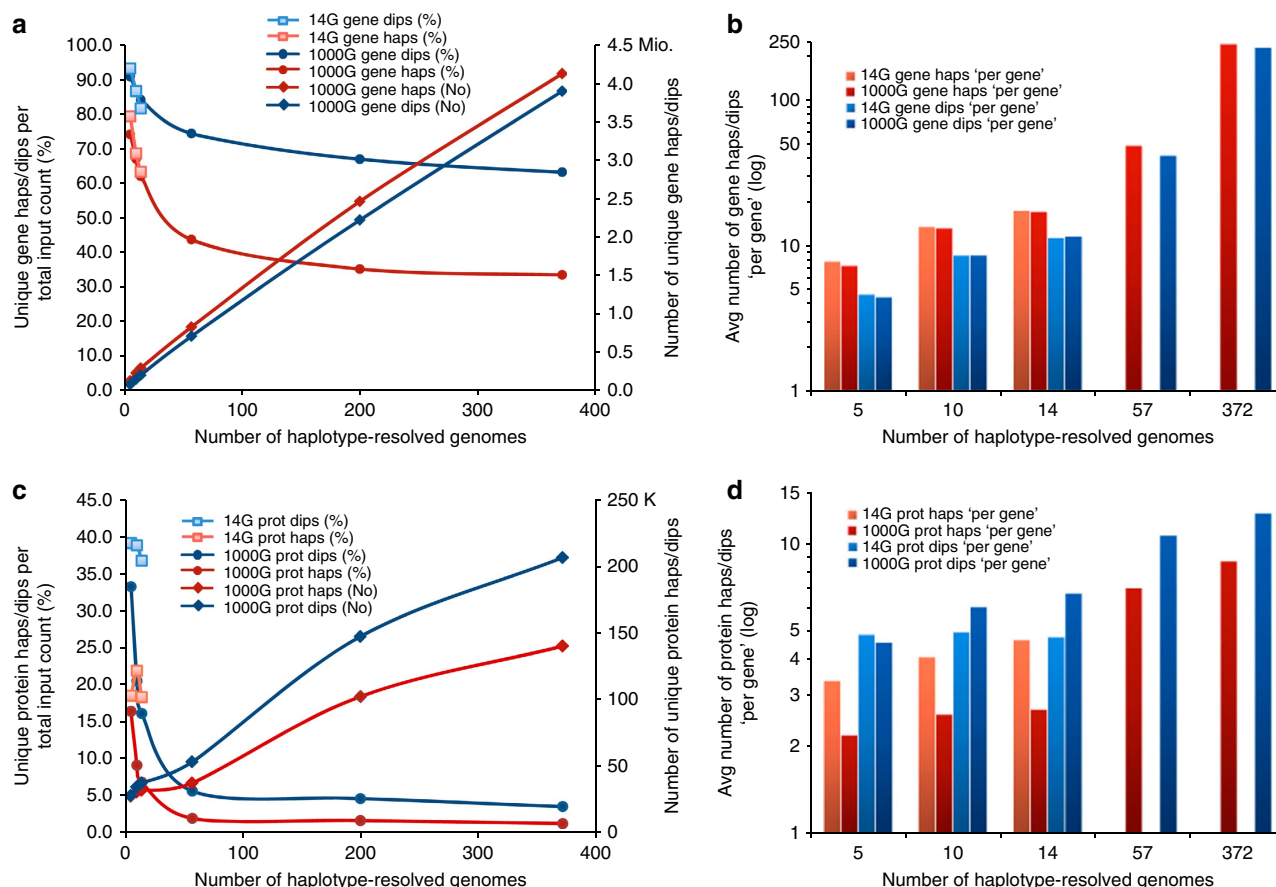 a
14G gene dips (%)
14G gene haps (%)
1000G gene dips (%)
1000G gene haps (%)
1000G gene haps (No)
1000G gene dips (No)
Unique gene haps/dips per
total input count (%)
100.0
90.0
80.0
70.0
60.0
50.0
40.0
30.0
20.0
10.0
0.0
4.5 Mio.
4.0
3.5
3.0
2.5
2.0
1.5
1.0
0.5
0.0
Number of unique gene haps/dips
0
100
200
300
400
Number of haplotype-resolved genomes
b
14G gene haps ‘per gene’
1000G gene haps ‘per gene’
14G gene dips ‘per gene’
1000G gene dips ‘per gene’
Avg number of gene haps/dips
‘per gene’ (log)
250
100
50
10
5
1
5
10
14
57
372
Number of haplotype-resolved genomes
c
14G prot dips (%)
14G prot haps (%)
1000G prot dips (%)
1000G prot haps (%)
1000G prot haps (No)
1000G prot dips (No)
Unique protein haps/dips per
total input count (%)
45.0
40.0
35.0
30.0
25.0
20.0
15.0
10.0
5.0
0.0
250 K
200
150
100
50
0
Number of unique protein haps/dips
0
100
200
300
400
Number of haplotype-resolved genomes
d
14G prot haps ‘per gene’
1000G prot haps ‘per gene’
14G prot dips ‘per gene’
1000G prot dips ‘per gene’
Avg number of protein haps/dips
‘per gene’ (log)
15
10
5
4
3
2
1
5
10
14
57
372
Number of haplotype-resolved genomes